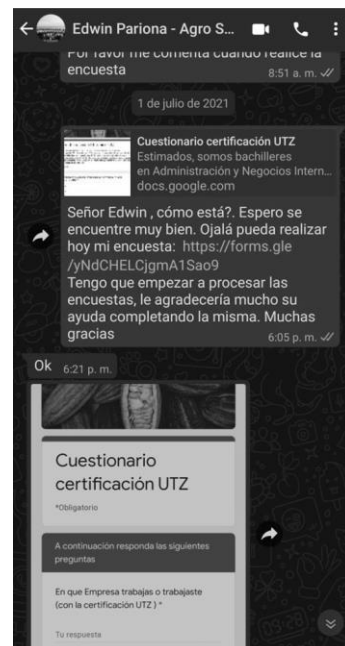 Edwin Pariona - Agro S...
Por favor me comenta cuando realice la
encuesta
8:51 a. m.
1 de julio de 2021
Cuestionario certificación UTZ
Estimados, somos bachilleres
en Administración y Negocios Intern...
docs.google.com
Señor Edwin , cómo está?. Espero se
encuentre muy bien. Ojalá pueda realizar
hoy mi encuesta: https://forms.gle
/yNdCHELCjgmA1Sao9
Tengo que empezar a procesar las
encuestas, le agradecería mucho su
ayuda completando la misma. Muchas
gracias
6:05 p. m.
Ok 6:21 p. m.
Cuestionario
certificación UTZ
*Obligatorio
A continuación responda las siguientes
preguntas
En que Empresa trabajas o trabajaste
(con la certificación UTZ ) *
Tu respuesta